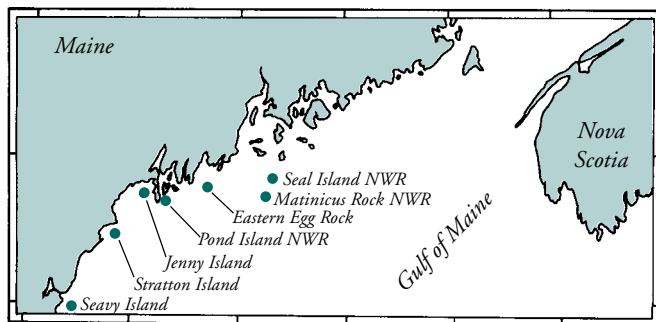 Maine
Nova
Scotia
Seal Island NWR
Matinicus Rock NWR
Eastern Egg Rock
Pond Island NWR
Jenny Island
Stratton Island
Seavy Island
Gulf of Maine